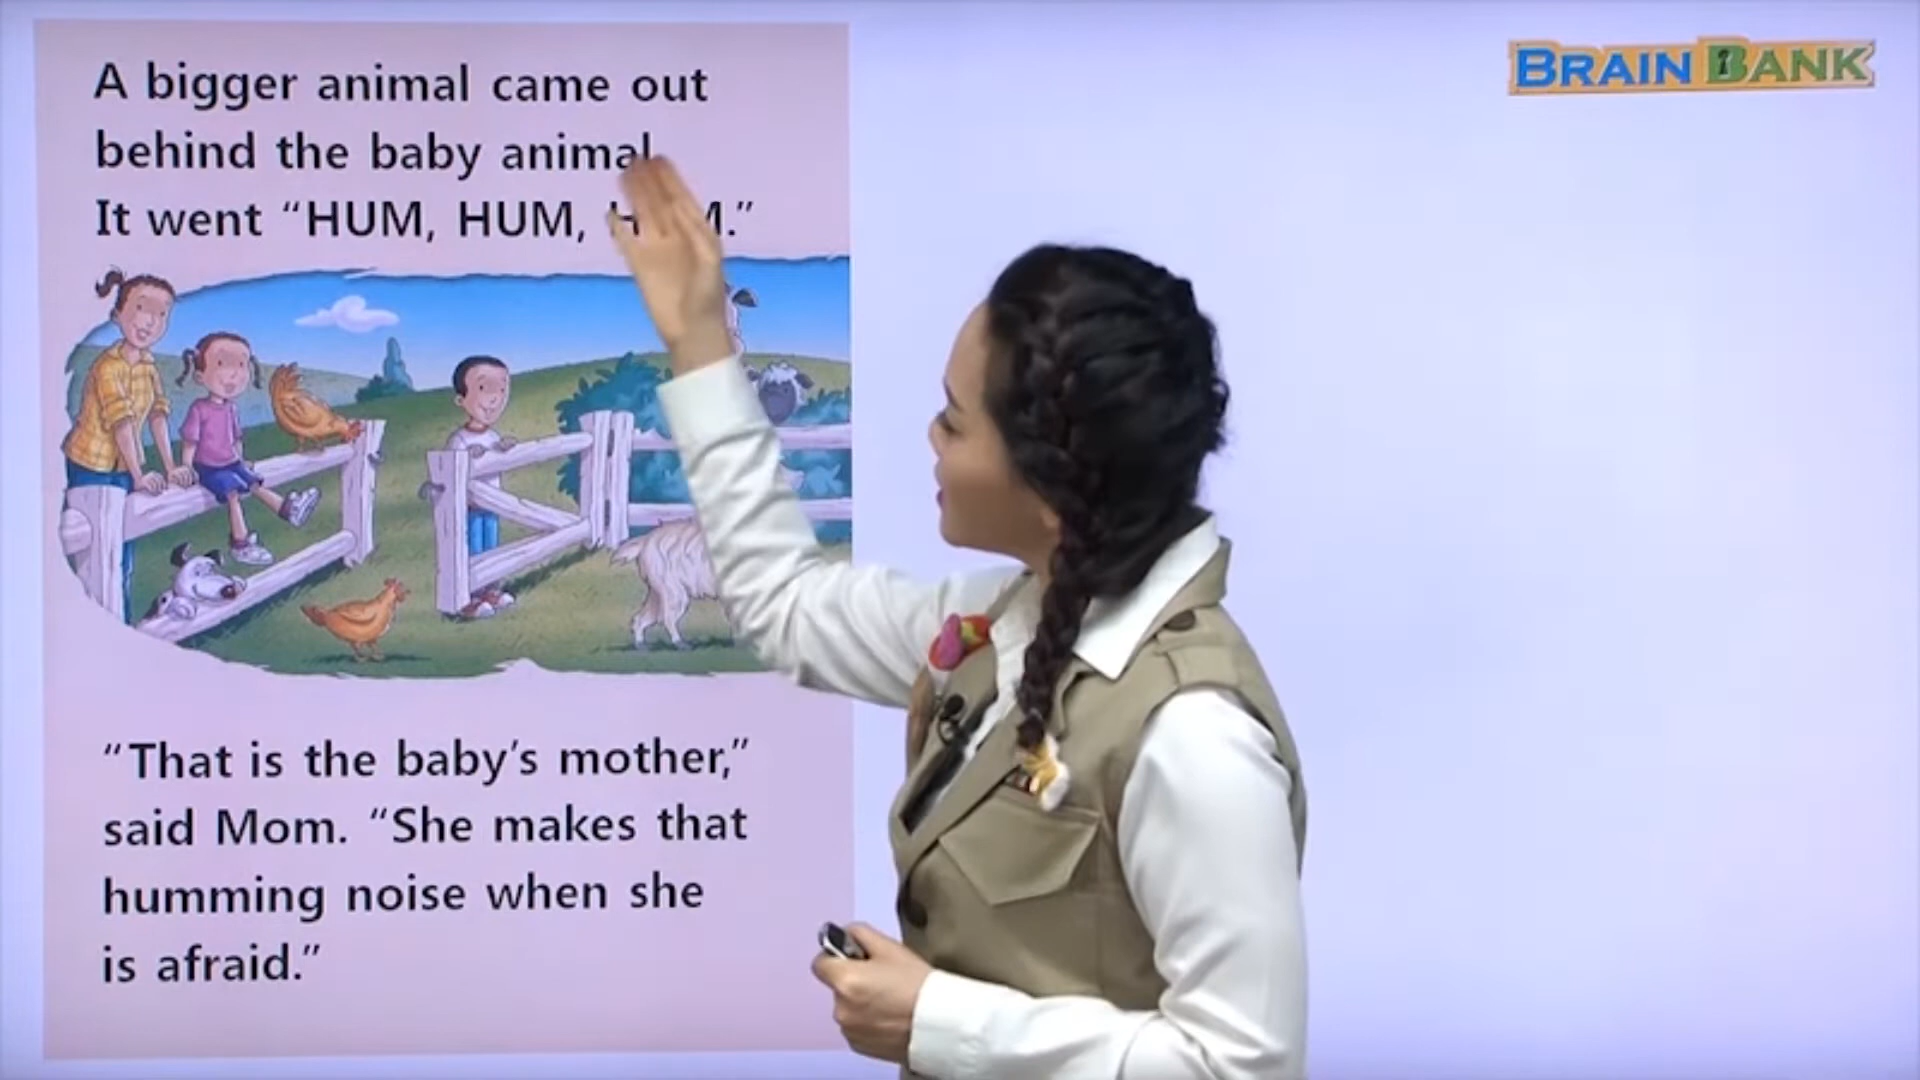 A bigger animal came out
behind the baby animal
It went “HUM, HUM,
“That is the baby’s mother,”
said Mom. “She makes that
humming noise when she
is afraid.”
BRAIN BANK